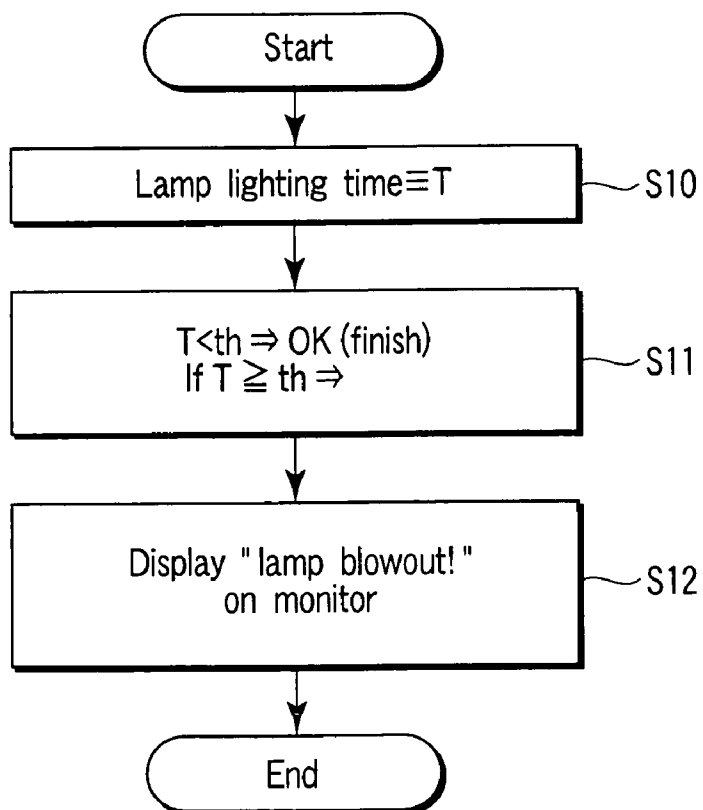 Start
Lamp lighting time≡T
S10
T<th ⇒ OK (finish)
If T ≧ th ⇒
S11
Display "lamp blowout!"
on monitor
S12
End